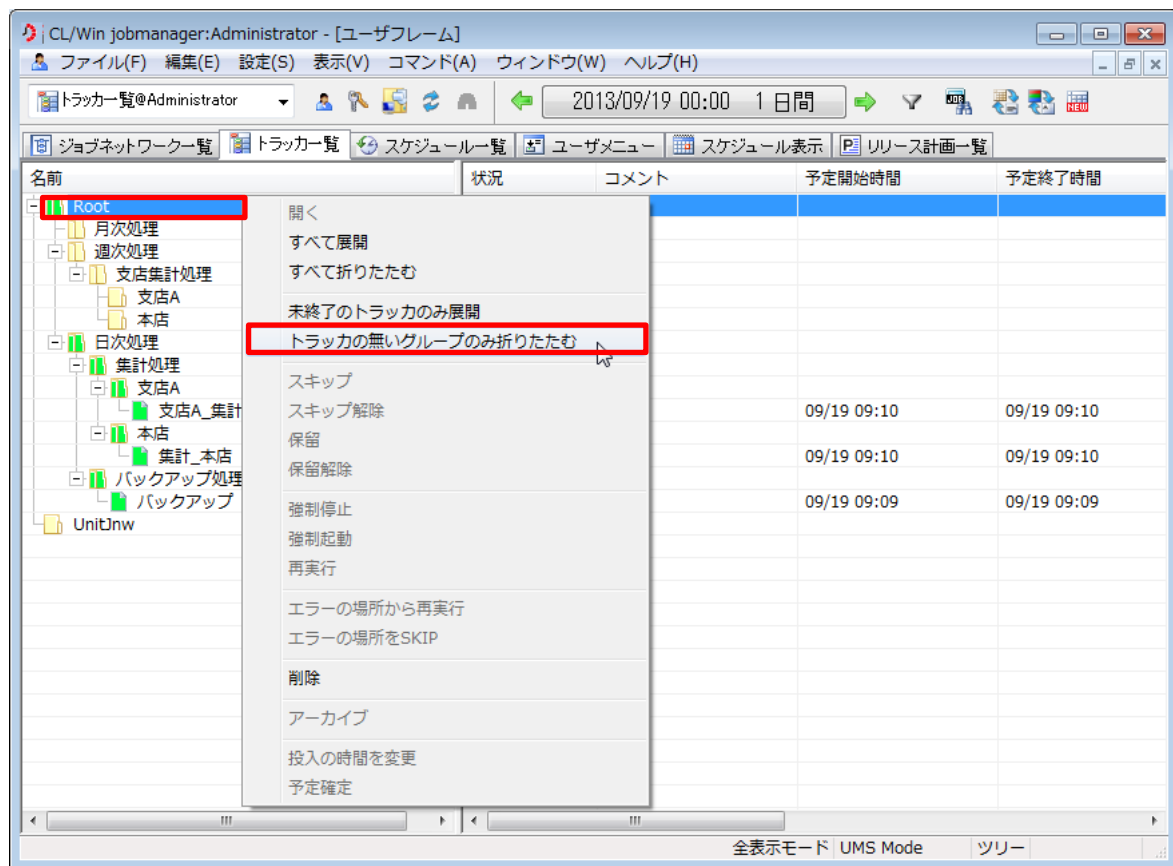 CL/Win jobmanager:Administrator - [ユーザフレーム]
ファイル(F) 編集(E) 設定(S) 表示(V) コマンド(A) ウィンドウ(W) ヘルプ(H)
トラッカ一覧@Administrator 2013/09/19 00:00 1 日間
ジョブネットワーク一覧 トラッカ一覧 スケジュール一覧 ユーザメニュー スケジュール表示 リリース計画一覧
名前 状況 コメント 予定開始時間 予定終了時間
Root
月次処理
週次処理
支店集計処理
支店A
本店
日次処理
集計処理
支店A
支店A_集計 09/19 09:10 09/19 09:10
本店
集計_本店 09/19 09:10 09/19 09:10
バックアップ処理
バックアップ 09/19 09:09 09/19 09:09
UnitJnw
開く
すべて展開
すべて折りたたむ
未終了のトラッカのみ展開
トラッカの無いグループのみ折りたたむ
スキップ
スキップ解除
保留
保留解除
強制停止
強制起動
再実行
エラーの場所から再実行
エラーの場所をSKIP
削除
アーカイブ
投入の時間を変更
予定確定
全表示モード UMS Mode ツリー